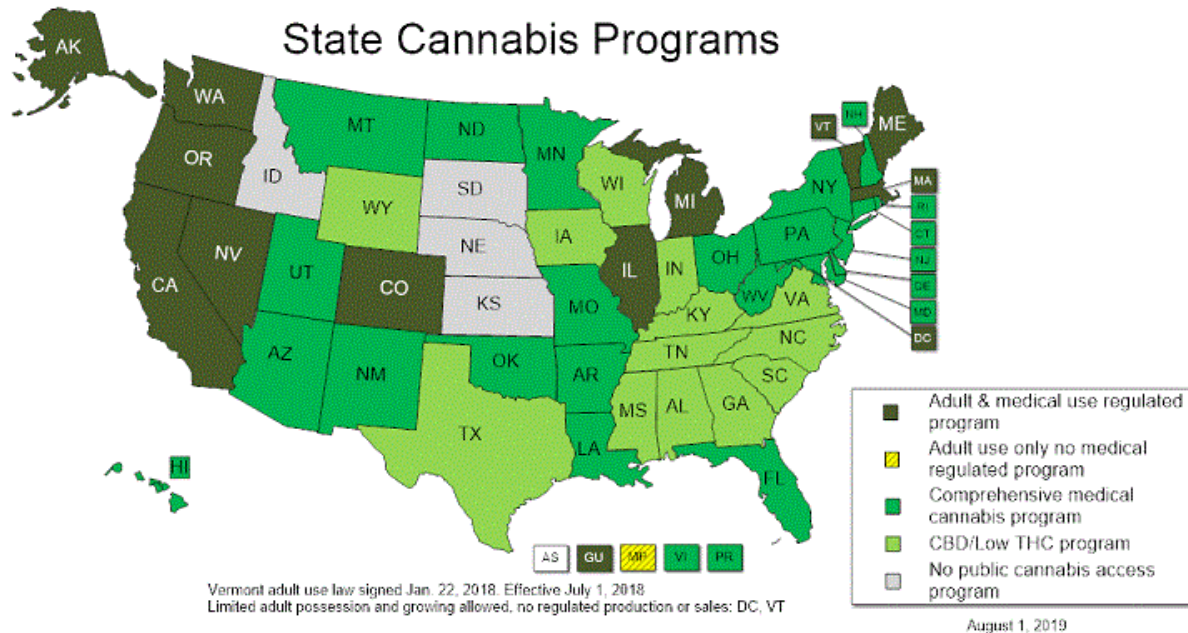 State Cannabis Programs
AK
WA
OR
CA
NV
ID
MT
WY
UT
CO
AZ
NM
ND
SD
NE
KS
OK
TX
MN
IA
MO
AR
LA
WI
IL
MI
IN
OH
KY
TN
MS
AL
GA
FL
SC
NC
VA
WV
PA
NY
VT
NH
ME
MA
RI
CT
NJ
DE
MD
DC
HI
AS
GU
MP
VI
PR
Adult & medical use regulated
program
Adult use only no medical
regulated program
Comprehensive medical
cannabis program
CBD/Low THC program
No public cannabis access
program
Vermont adult use law signed Jan. 22, 2018. Effective July 1, 2018
Limited adult possession and growing allowed, no regulated production or sales: DC, VT
August 1, 2019